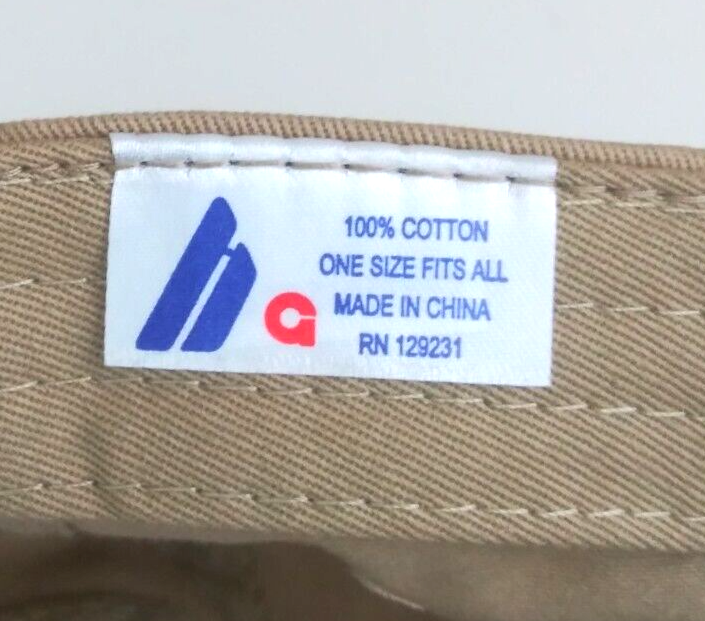 100% COTTON
ONE SIZE FITS ALL
MADE IN CHINA
RN 129231